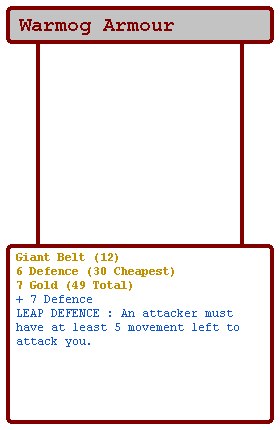 Warmog Armour
Giant Belt (12)
6 Defence (30 Cheapest)
7 Gold (49 Total)
+ 7 Defence
LEAP DEFENCE : An attacker must
have at least 5 movement left to
attack you.